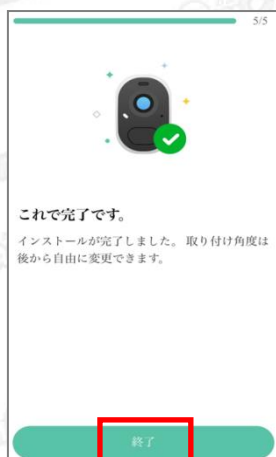 5/5
これで完了です。
インストールが完了しました。 取り付け角度は
後から自由に変更できます。
終了